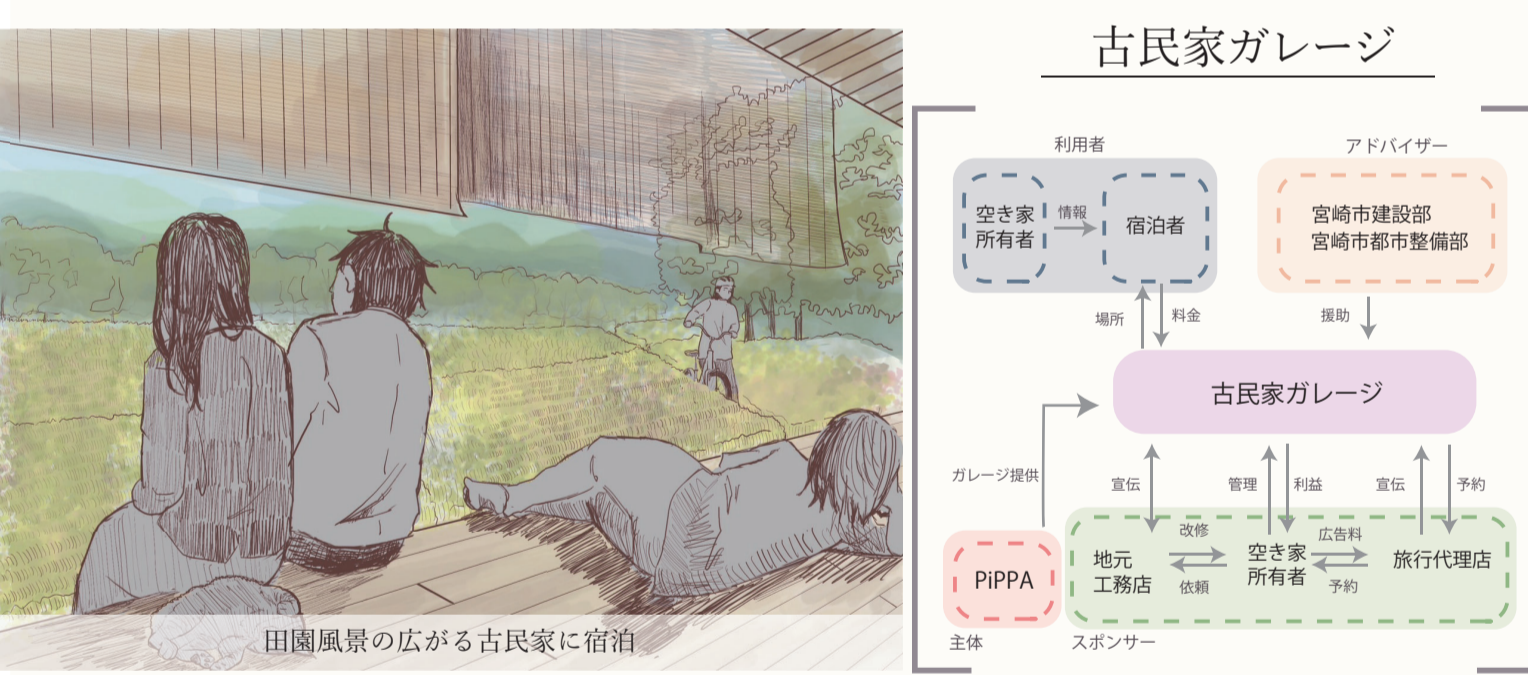 古民家ガレージ
利用者
アドバイザー
空き家
所有者
情報
宿泊者
宮崎市建設部
宮崎市都市整備部
場所
料金
援助
古民家ガレージ
ガレージ提供
宣伝
管理
利益
宣伝
予約
PiPPA
地元
工務店
改修
依頼
空き家
所有者
広告料
予約
旅行代理店
主体
スポンサー
田園風景の広がる古民家に宿泊